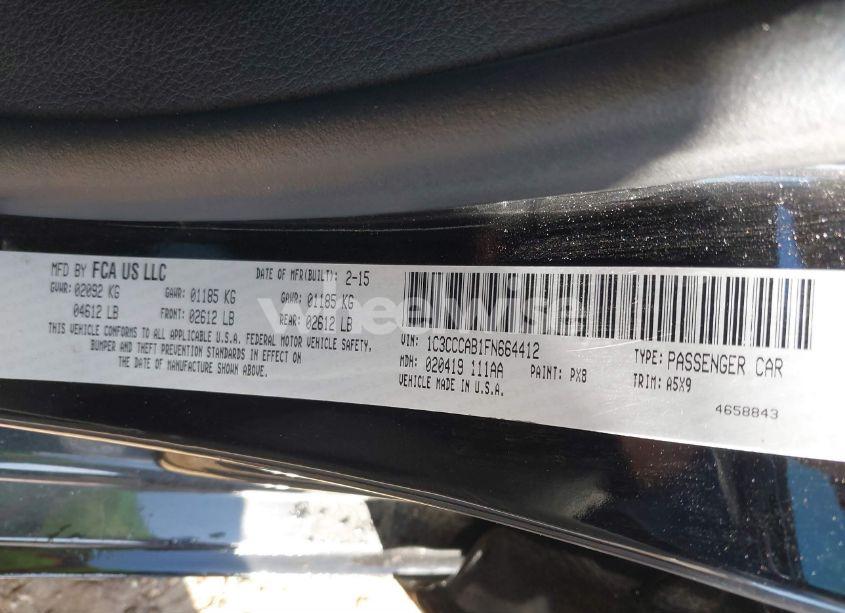 MFD BY FCA US LLC
DATE OF MFR(BUILT): 2-15
GVWR: 02092 KG
GAWR: 01185 KG
GAWR: 01185 KG
04612 LB
FRONT: 02612 LB
REAR: 02612 LB
THIS VEHICLE CONFORMS TO ALL APPLICABLE U.S.A. FEDERAL MOTOR VEHICLE SAFETY,
BUMPER AND THEFT PREVENTION STANDARDS IN EFFECT ON
THE DATE OF MANUFACTURE SHOWN ABOVE.
VIN: 1C3CCCAB1FN664412
TYPE: PASSENGER CAR
MDH: 020419 111AA
PAINT: PX8
TRIM: A5X9
VEHICLE MADE IN U.S.A.
4658843
wheelwise